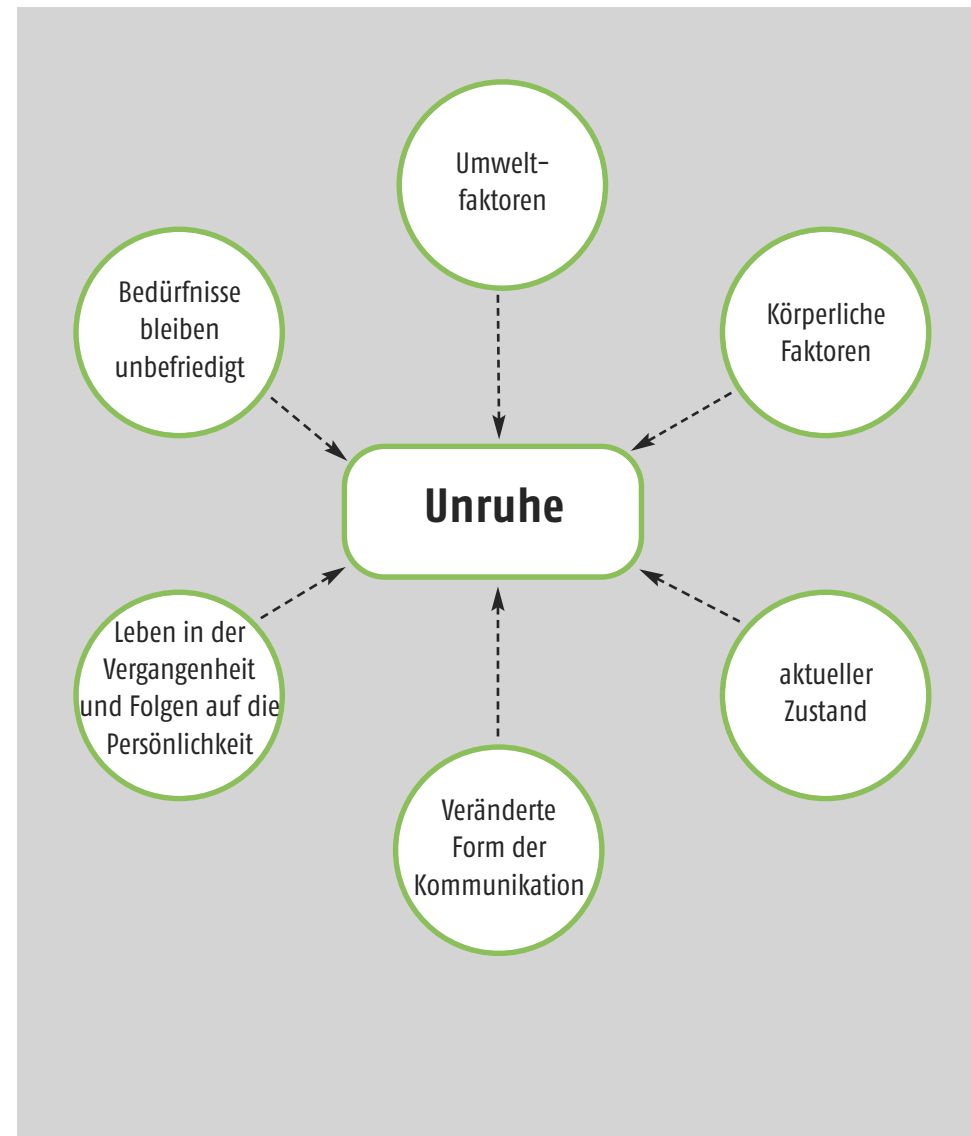 Umwelt-
faktoren
Bedürfnisse
bleiben
unbefriedigt
Körperliche
Faktoren
Unruhe
Leben in der
Vergangenheit
und Folgen auf die
Persönlichkeit
aktueller
Zustand
Veränderte
Form der
Kommunikation